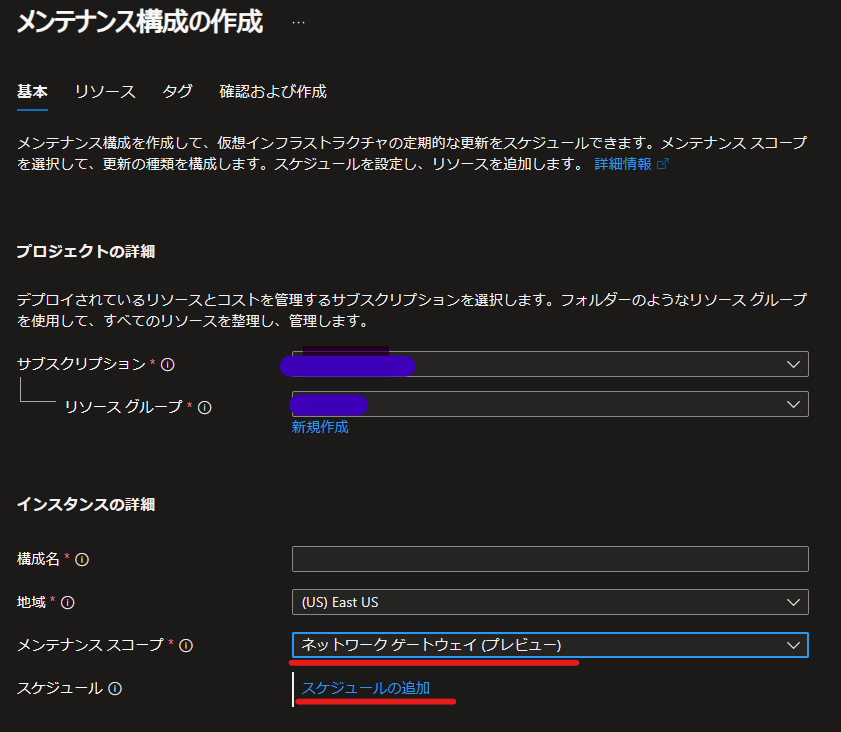 メンテナンス構成の作成 …
基本 リソース タグ 確認および作成
メンテナンス構成を作成して、仮想インフラストラクチャの定期的な更新をスケジュールできます。メンテナンス スコープ
を選択して、更新の種類を構成します。スケジュールを設定し、リソースを追加します。 詳細情報
プロジェクトの詳細
デプロイされているリソースとコストを管理するサブスクリプションを選択します。フォルダーのようなリソース グループ
を使用して、すべてのリソースを整理し、管理します。
サブスクリプション *
リソース グループ *
新規作成
インスタンスの詳細
構成名 *
地域 * (US) East US
メンテナンス スコープ * ネットワーク ゲートウェイ (プレビュー)
スケジュール スケジュールの追加